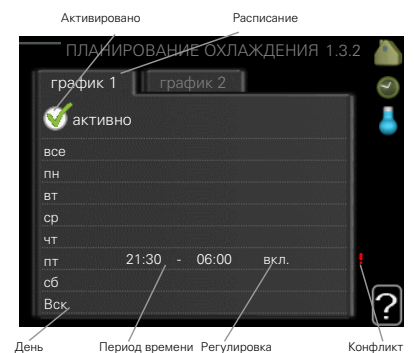 Активировано Расписание
ПЛАНИРОВАНИЕ ОХЛАЖДЕНИЯ 1.3.2
график 1 график 2
активно
все
пн
вт
ср
чт
пт 21:30 - 06:00 вкл. !
сб
Вск
?
День Период времени Регулировка Конфликт